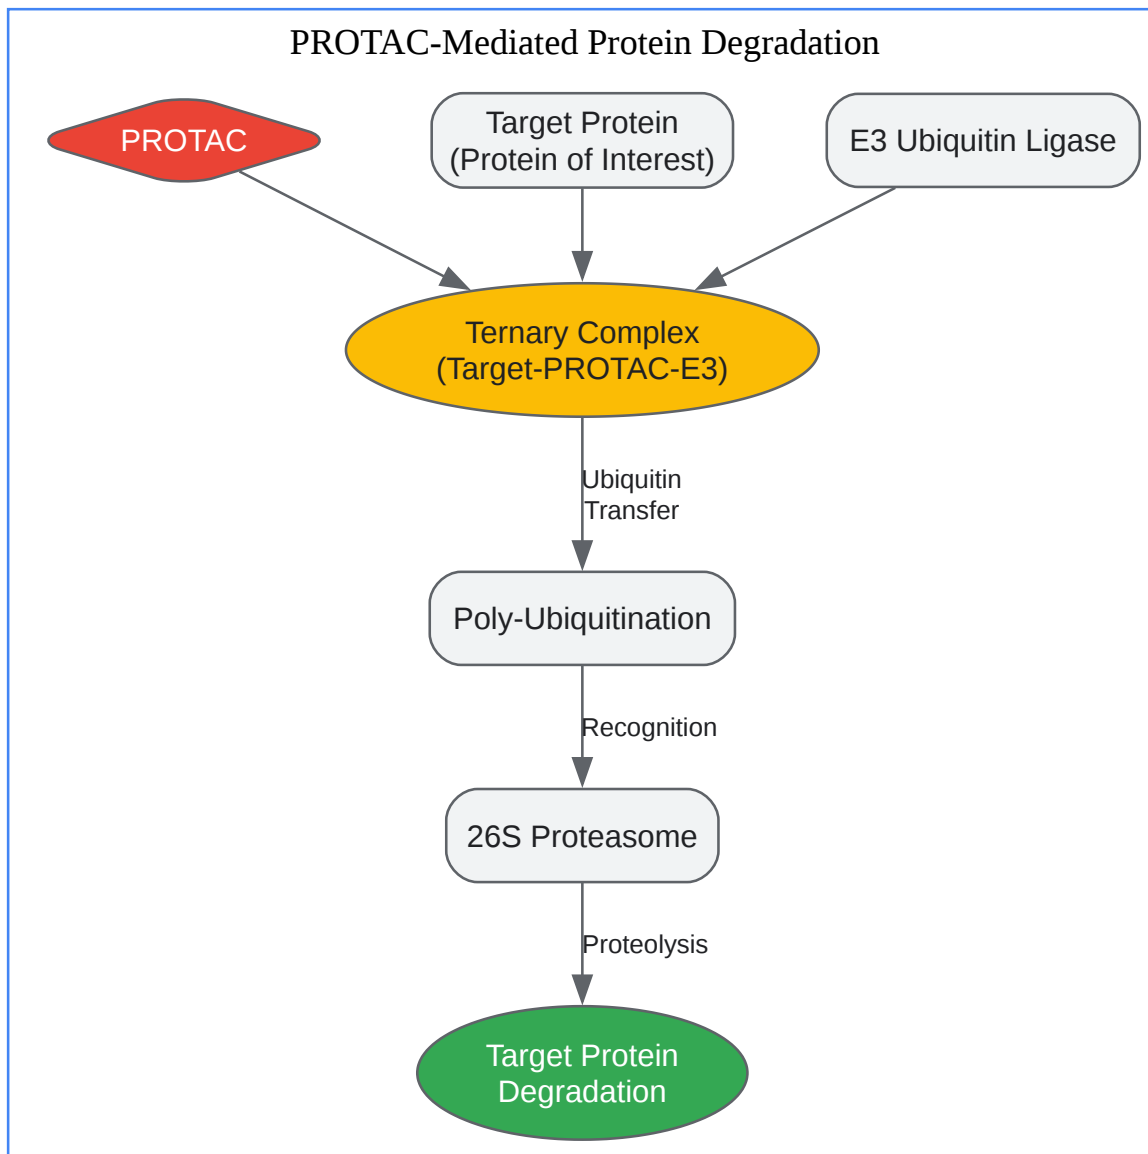 PROTAC-Mediated Protein Degradation
PROTAC
Target Protein
(Protein of Interest)
E3 Ubiquitin Ligase
Ternary Complex
(Target-PROTAC-E3)
Ubiquitin
Transfer
Poly-Ubiquitination
Recognition
26S Proteasome
Proteolysis
Target Protein
Degradation